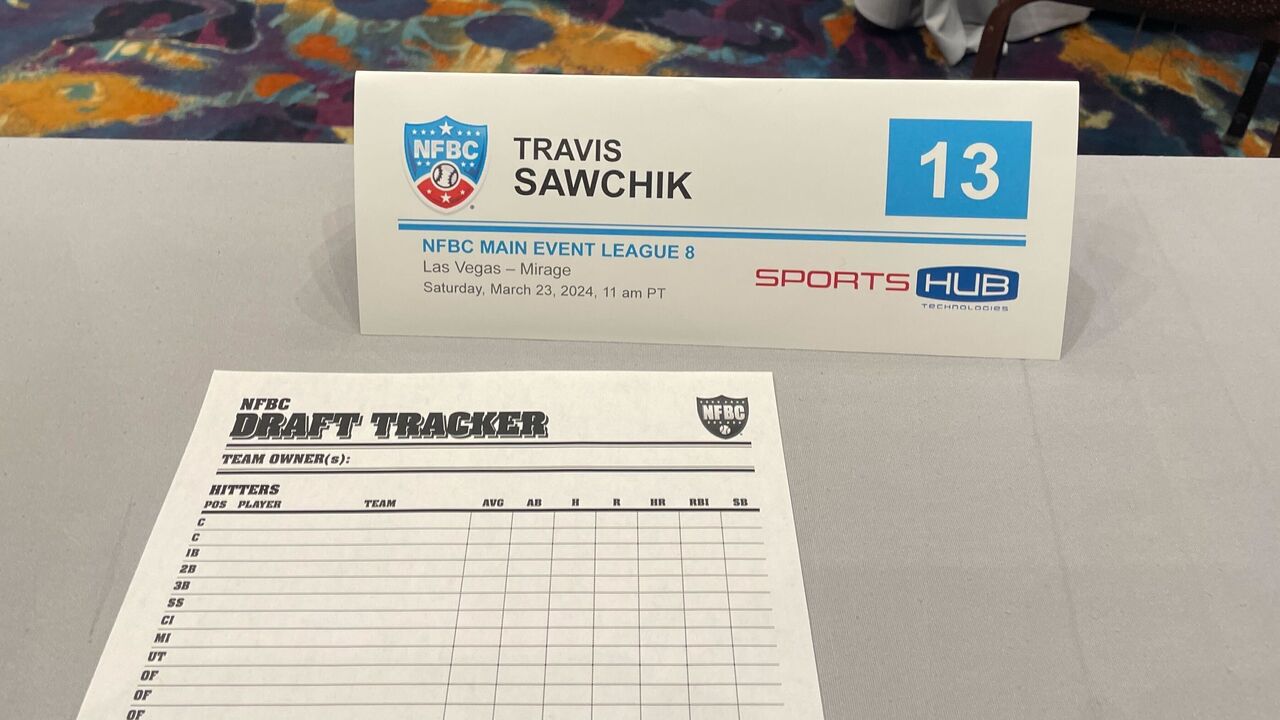 NFBC
TRAVIS
SAWCHIK
13
NFBC MAIN EVENT LEAGUE 8
Las Vegas – Mirage
Saturday, March 23, 2024, 11 am PT
SPORTS HUB
TECHNOLOGIES
NFBC
DRAFT TRACKER
NFBC
TEAM OWNER(s):
HITTERS
POS PLAYER TEAM AVG AB H R HR RBI SB
C
C
1B
2B
3B
SS
CI
MI
UT
OF
OF
OF